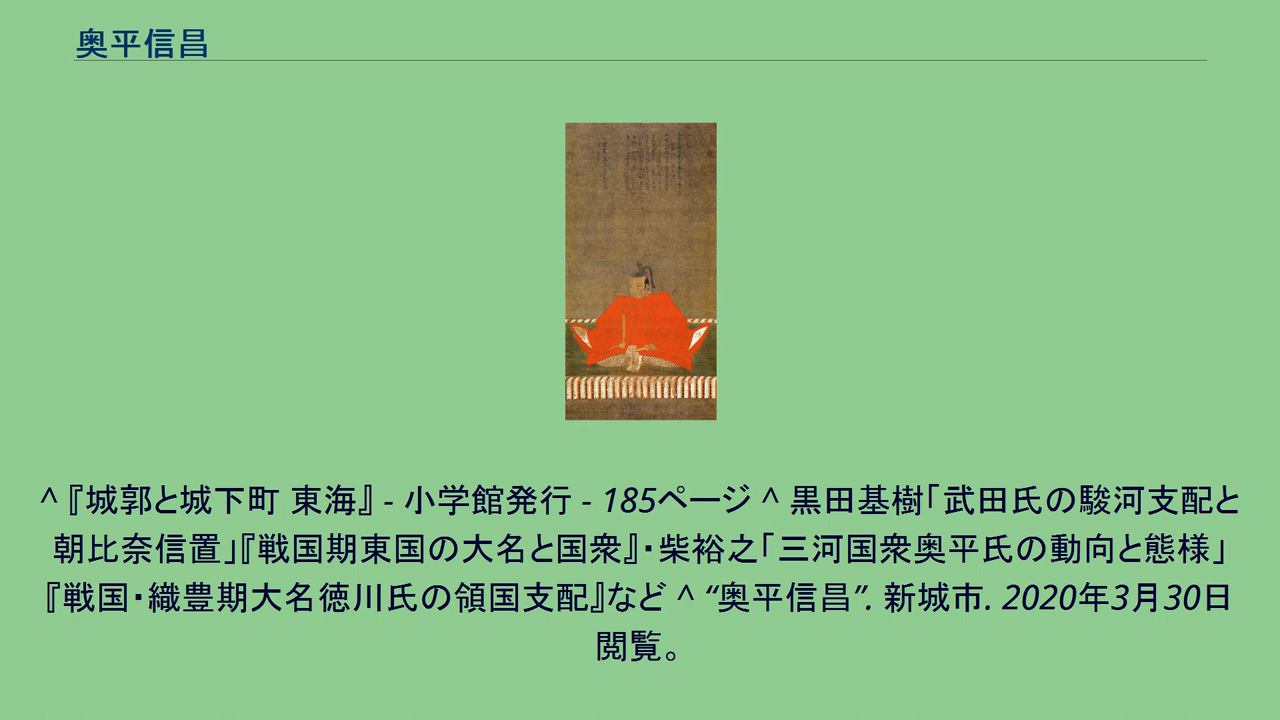 奥平信昌
^『城郭と城下町 東海』 - 小学館発行 - 185ページ ^ 黒田基樹「武田氏の駿河支配と
朝比奈信置」『戦国期東国の大名と国衆』・柴裕之「三河国衆奥平氏の動向と態様」
『戦国・織豊期大名徳川氏の領国支配』など ^ “奥平信昌”. 新城市. 2020年3月30日
閲覧。